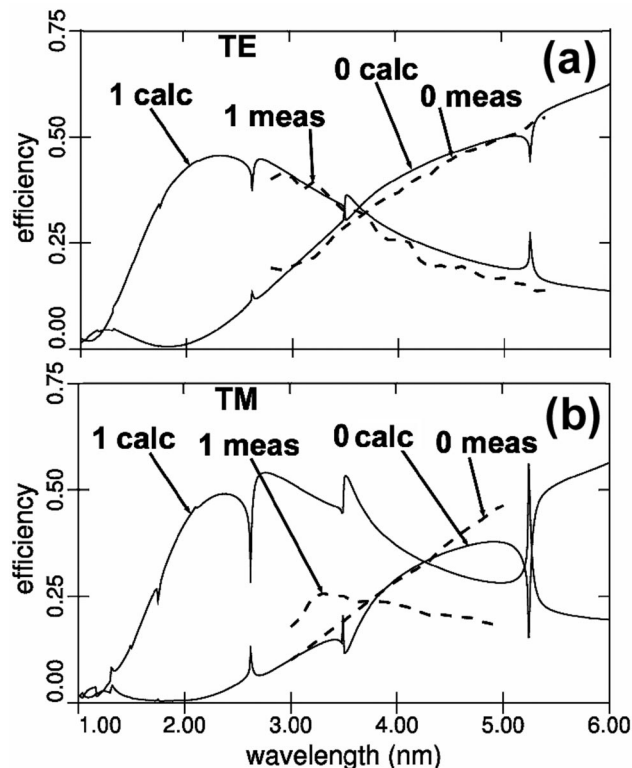 0.75
TE
(a)
0 calc
0 meas
1 calc
1 meas
0.50
efficiency
0.25
0.00
0.75
TM
(b)
1 calc
1 meas
0 calc
0 meas
0.50
efficiency
0.25
0.00
1.00 2.00 3.00 4.00 5.00 6.00
wavelength (nm)